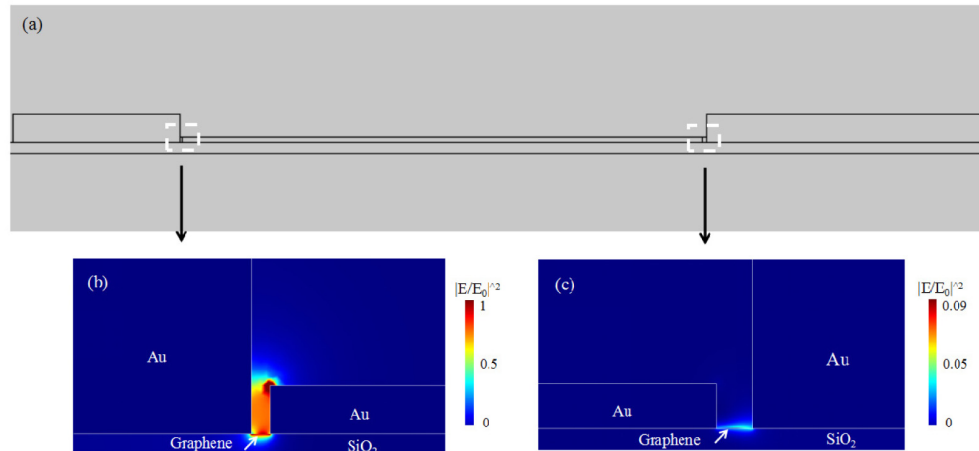 (a)
(b)
|E/E₀|^2
1
0.5
0
Au
Au
Graphene
SiO₂
(c)
|E/E₀|^2
0.09
0.05
0
Au
Au
Graphene
SiO₂